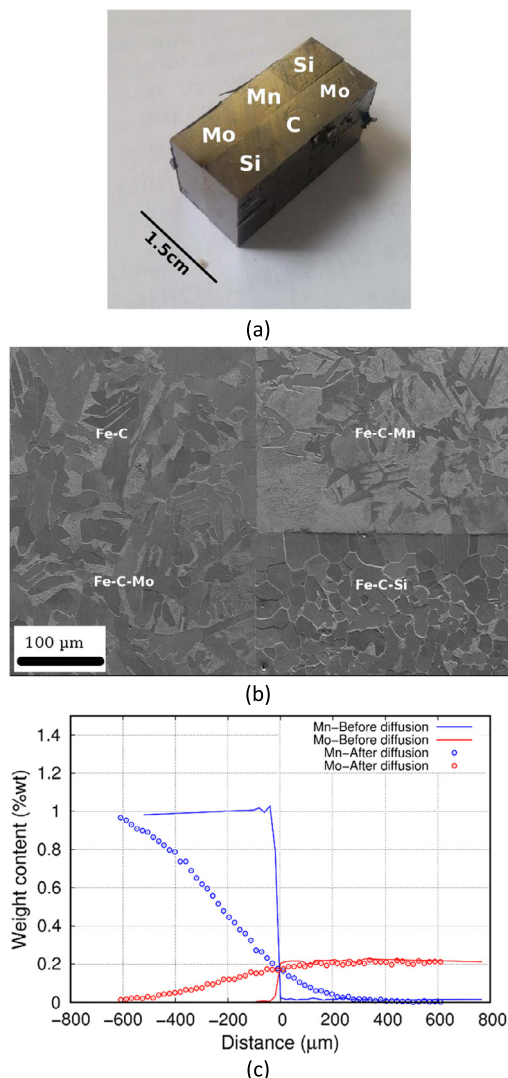 Si
Mn
Mo
Mo
C
Si
1.5cm
(a)
Fe-C
Fe-C-Mn
Fe-C-Mo
Fe-C-Si
100 μm
(b)
Mn−Before diffusion
Mo−Before diffusion
Mn−After diffusion
Mo−After diffusion
Weight content (%wt)
1.4
1.2
1
0.8
0.6
0.4
0.2
0
−800 −600 −400 −200 0 200 400 600 800
Distance (μm)
(c)